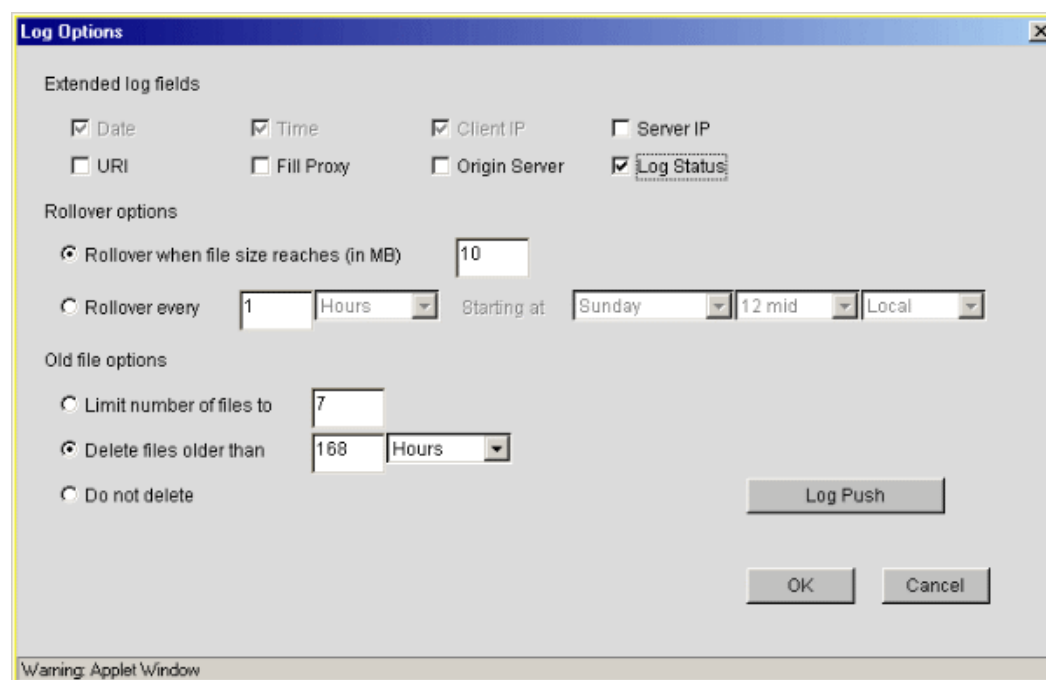 Log Options
Extended log fields
Date Time Client IP Server IP
URI Fill Proxy Origin Server Log Status
Rollover options
Rollover when file size reaches (in MB) 10
Rollover every 1 Hours Starting at Sunday 12 mid Local
Old file options
Limit number of files to 7
Delete files older than 168 Hours
Do not delete
Log Push
OK Cancel
Warning: Applet Window